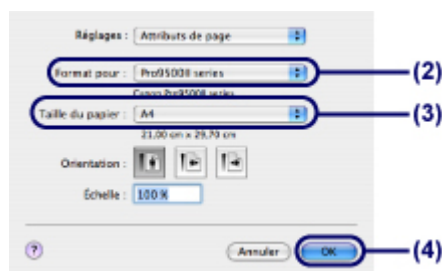 Réglages : Attributs de page
Format pour : Pro9500II series (2)
Canon Pro9500II series
Taille du papier : A4 (3)
21,00 cm x 29,70 cm
Orientation :
Échelle : 100 %
? Annuler OK (4)